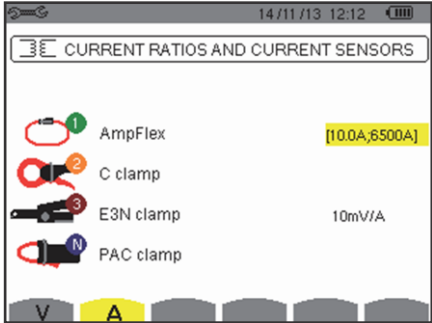 14/11/13 12:12
CURRENT RATIOS AND CURRENT SENSORS
1 AmpFlex [10.0A;6500A]
2 C clamp
3 E3N clamp 10mV/A
N PAC clamp
V A